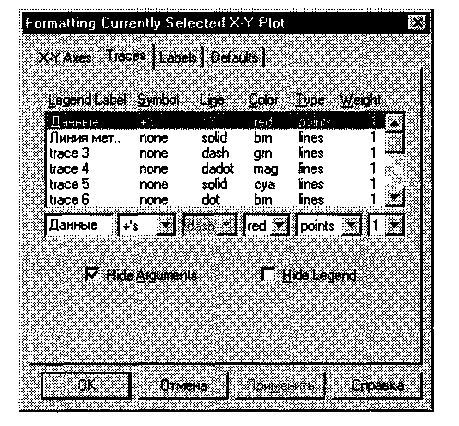 Formatting Currently Selected X-Y Plot
X-Y Axes Traces Labels Defaults
Legend Label Symbol Line Color Type Weight
Данные +'s red points 1
Линия мет.. none solid brn lines 1
trace 3 none dash grn lines 1
trace 4 none dadot mag lines 1
trace 5 none solid cya lines 1
trace 6 none dot brn lines 1
Данные +'s dash red points 1
Hide Arguments Hide Legend
OK Отмена Применить Справка